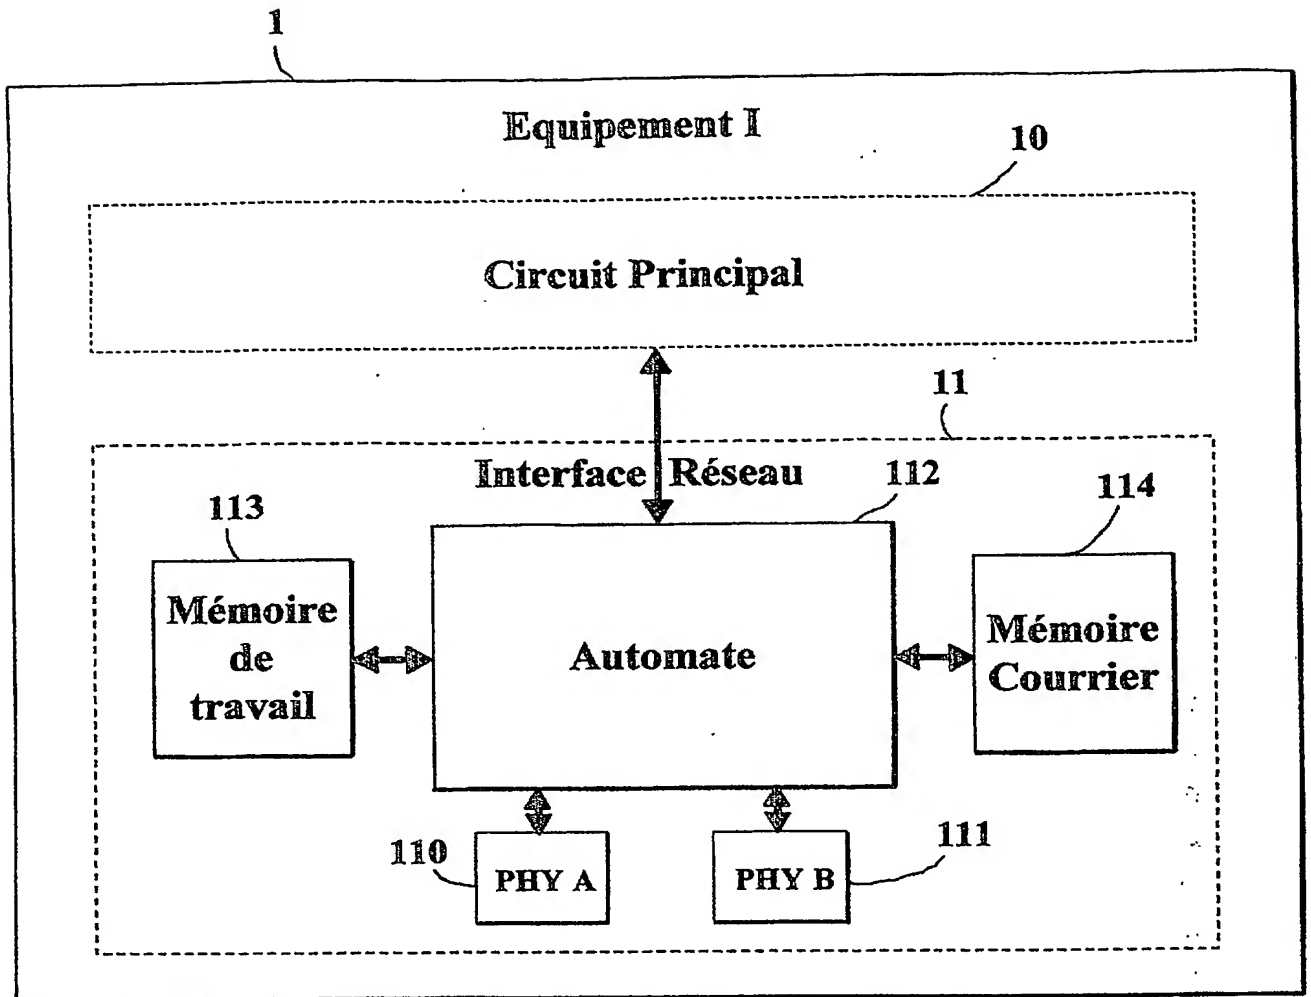 1
Equipement I
10
Circuit Principal
11
Interface Réseau
112
114
113
Mémoire
de
travail
Automate
Mémoire
Courrier
110
PHY A
PHY B
111